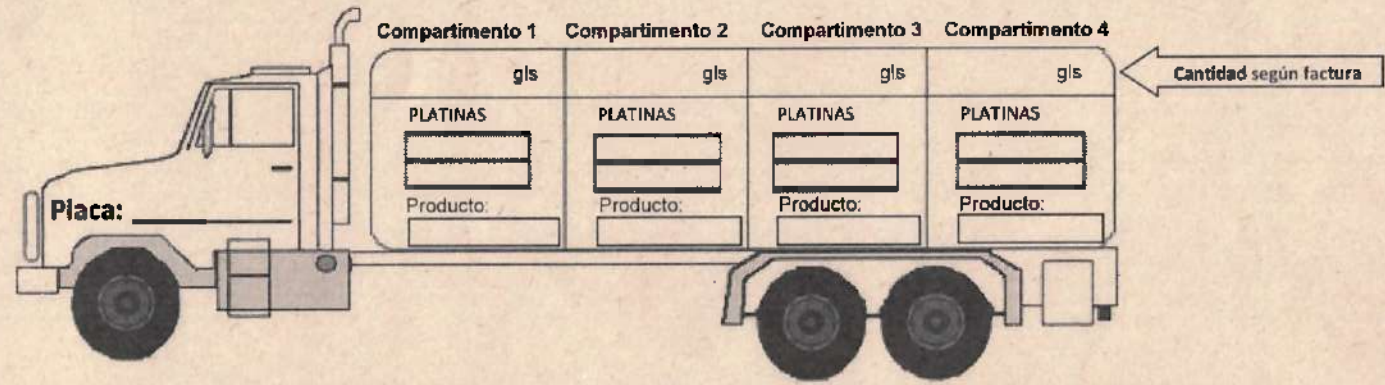 Compartimento 1 Compartimento 2 Compartimento 3 Compartimento 4
gls gls gls gls
Cantidad según factura
PLATINAS PLATINAS PLATINAS PLATINAS
Placa:
Producto: Producto: Producto: Producto: